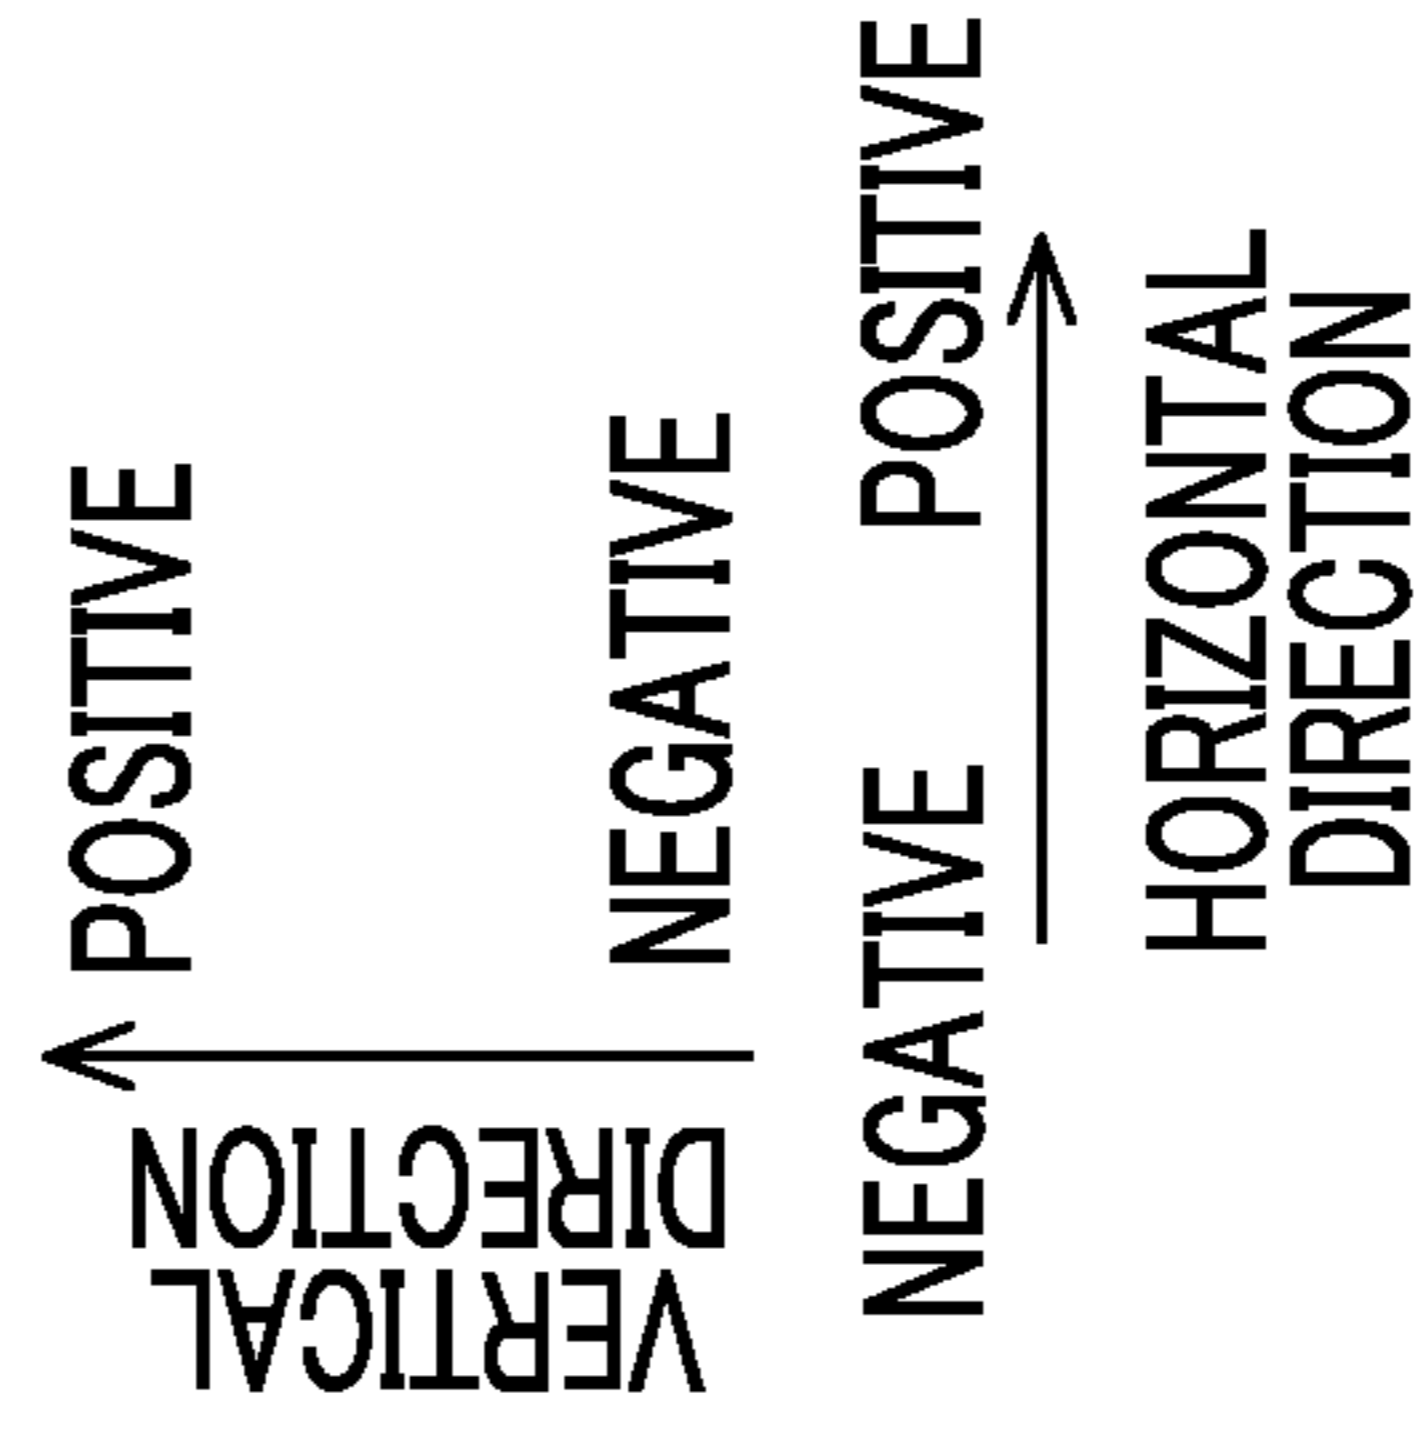 POSITIVE
NEGATIVE
VERTICAL
DIRECTION
NEGATIVE
POSITIVE
HORIZONTAL
DIRECTION